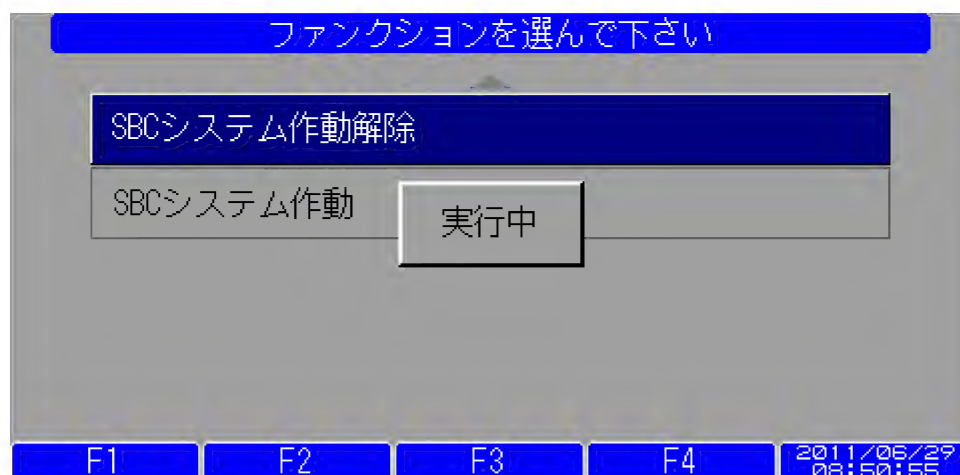 ファンクションを選んで下さい
SBCシステム作動解除
SBCシステム作動
実行中
F1 F2 F3 F4 2011/06/29
08:50:55